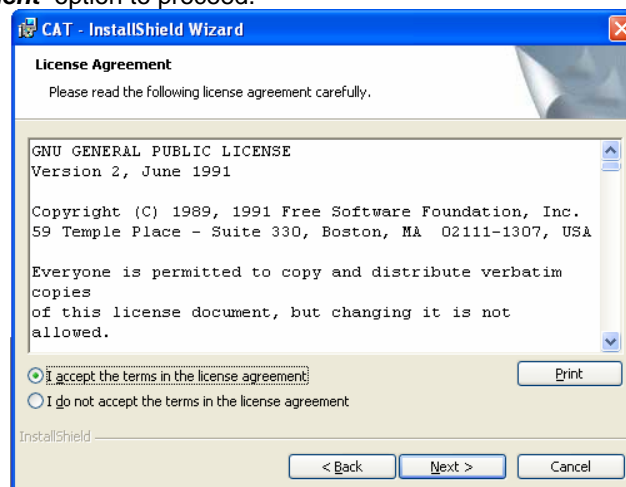 ent" option to proceed.
CAT - InstallShield Wizard
License Agreement
Please read the following license agreement carefully.
GNU GENERAL PUBLIC LICENSE
Version 2, June 1991
Copyright (C) 1989, 1991 Free Software Foundation, Inc.
59 Temple Place - Suite 330, Boston, MA  02111-1307, USA
Everyone is permitted to copy and distribute verbatim
copies
of this license document, but changing it is not
allowed.
I accept the terms in the license agreement
Print
I do not accept the terms in the license agreement
InstallShield
< Back Next > Cancel